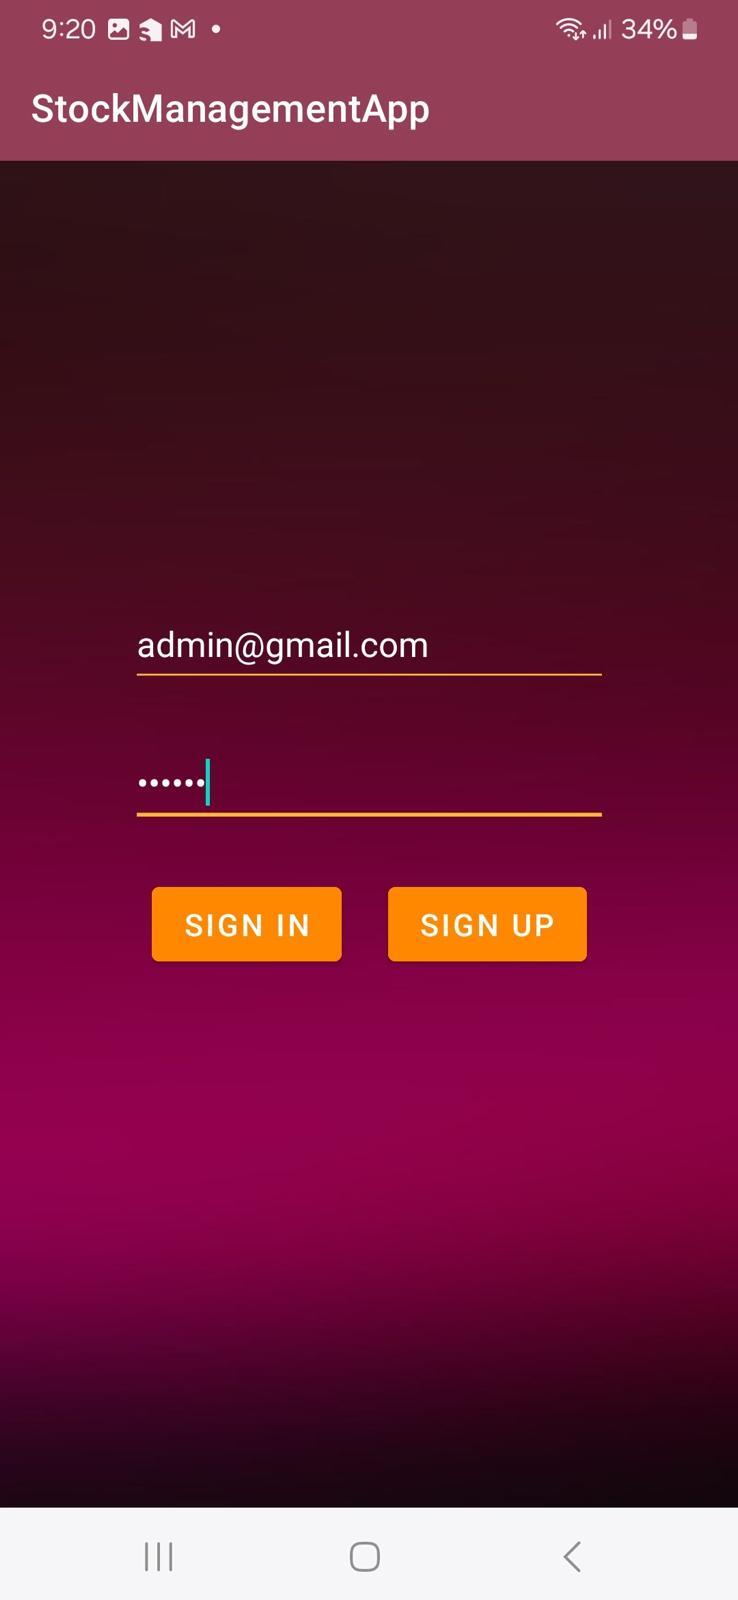 9:20 34%
StockManagementApp
admin@gmail.com
••••••
SIGN IN SIGN UP